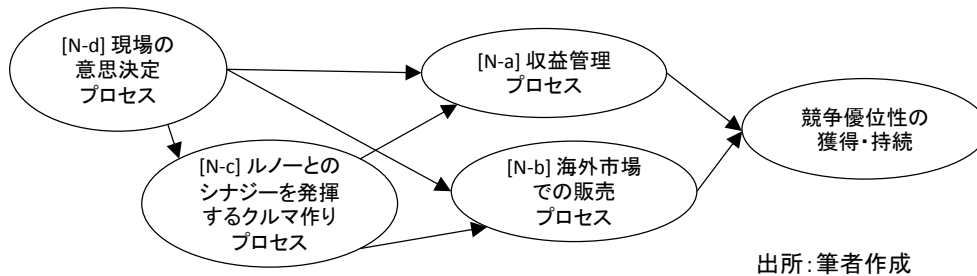 [N-d] 現場の
意思決定
プロセス
[N-a] 収益管理
プロセス
競争優位性の
獲得・持続
[N-c] ルノーとの
シナジーを発揮
するクルマ作り
プロセス
[N-b] 海外市場
での販売
プロセス
出所：筆者作成